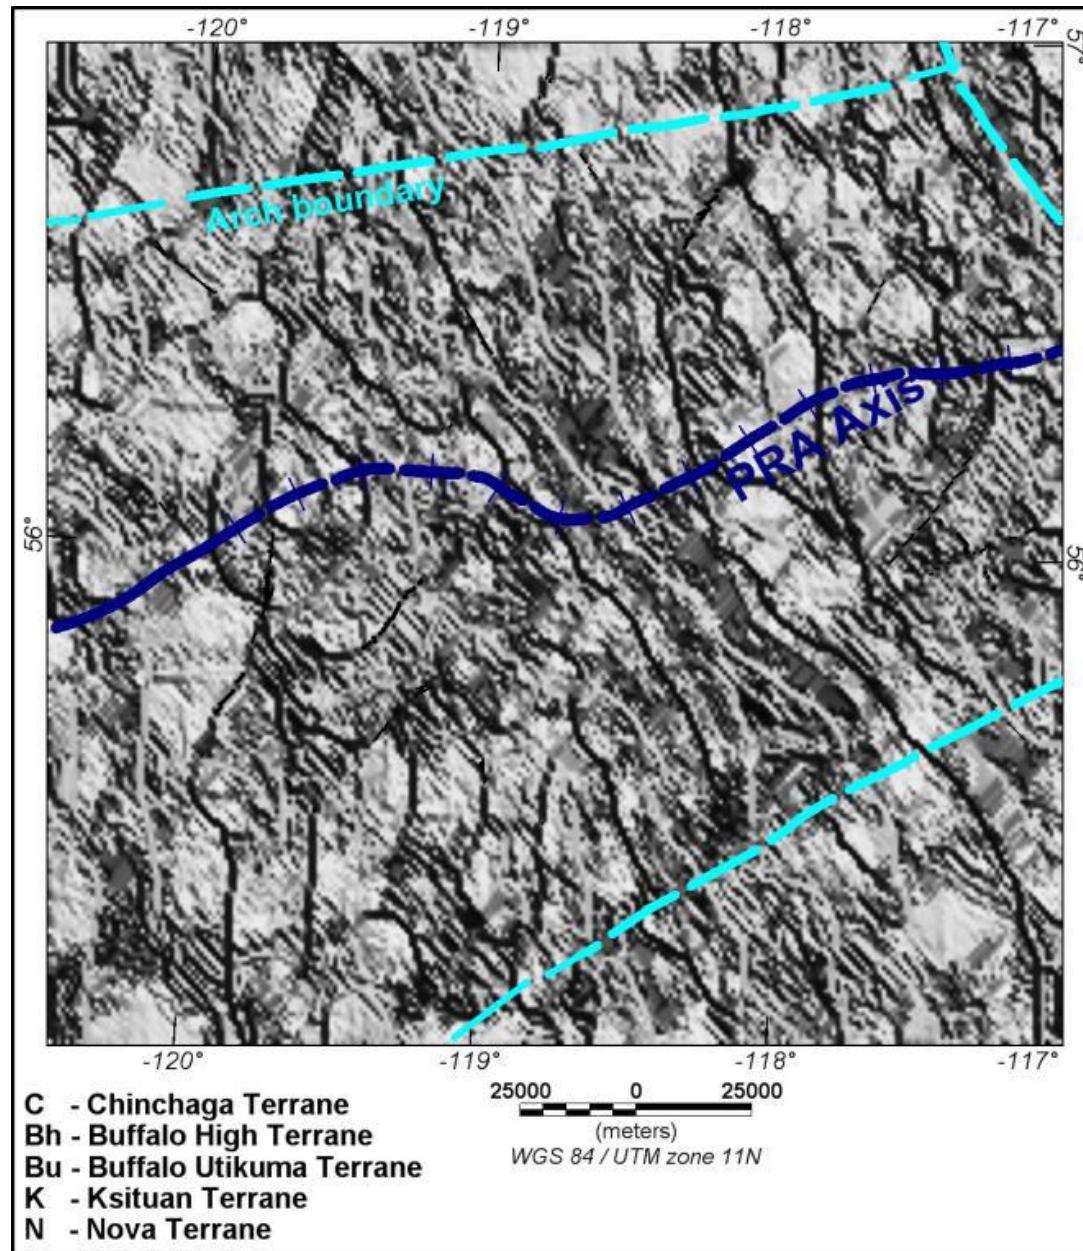 -120° -119° -118° -117°
57°
Arch boundary
PRA Axis
56° 56°
-120° -119° -118° -117°
C - Chinchaga Terrane
Bh - Buffalo High Terrane
Bu - Buffalo Utikuma Terrane
K - Ksituan Terrane
N - Nova Terrane
25000 0 25000
(meters)
WGS 84 / UTM zone 11N